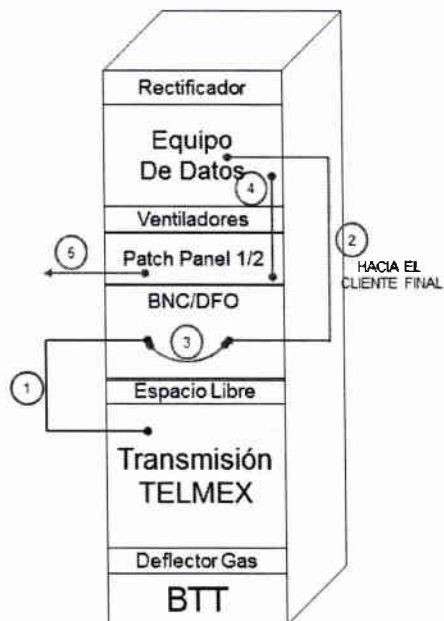 Rectificador
Equipo
De Datos
4
Ventiladores
5
Patch Panel 1/2
2
HACIA EL
CLIENTE FINAL
BNC/DFO
3
1
Espacio Libre
Transmisión
TELMEX
Deflector Gas
BTT